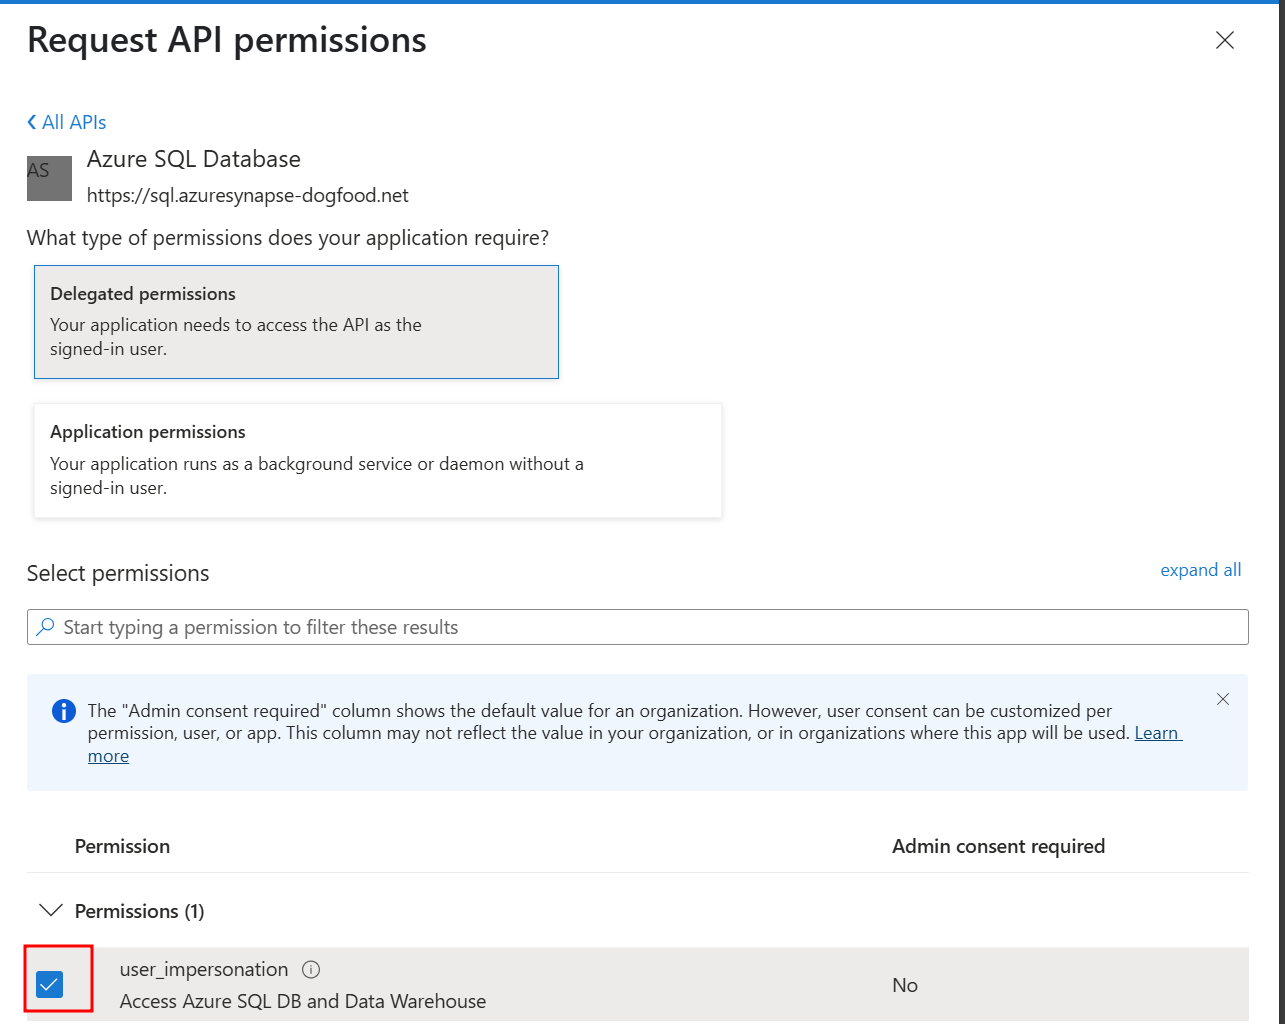 Request API permissions
All APIs
AS
Azure SQL Database
https://sql.azuresynapse-dogfood.net
What type of permissions does your application require?
Delegated permissions
Your application needs to access the API as the
signed-in user.
Application permissions
Your application runs as a background service or daemon without a
signed-in user.
Select permissions
expand all
Start typing a permission to filter these results
The "Admin consent required" column shows the default value for an organization. However, user consent can be customized per
permission, user, or app. This column may not reflect the value in your organization, or in organizations where this app will be used. Learn
more
Permission
Admin consent required
Permissions (1)
user_impersonation
Access Azure SQL DB and Data Warehouse
No